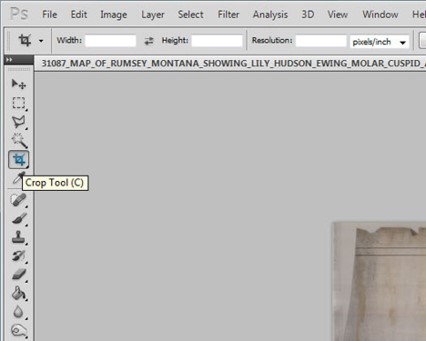 Ps File Edit Image Layer Select Filter Analysis 3D View Window
Width: Height: Resolution: pixels/inch
31087_MAP_OF_RUMSEY_MONTANA_SHOWING_LILY_HUDSON_EWING_MOLAR_CUSPID_
Crop Tool (C)